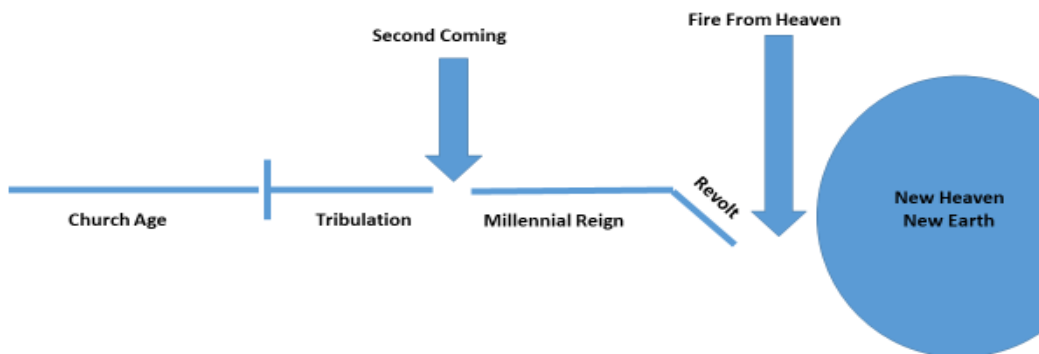 Fire From Heaven
Second Coming
Revolt
New Heaven
New Earth
Church Age
Tribulation
Millennial Reign